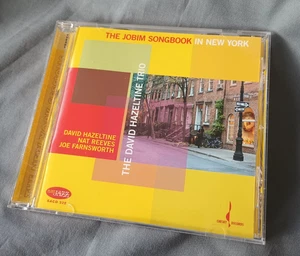 THE JOBIM SONGBOOK IN NEW YORK
THE DAVID HAZELTINE TRIO
DAVID HAZELTINE
NAT REEVES
JOE FARNSWORTH